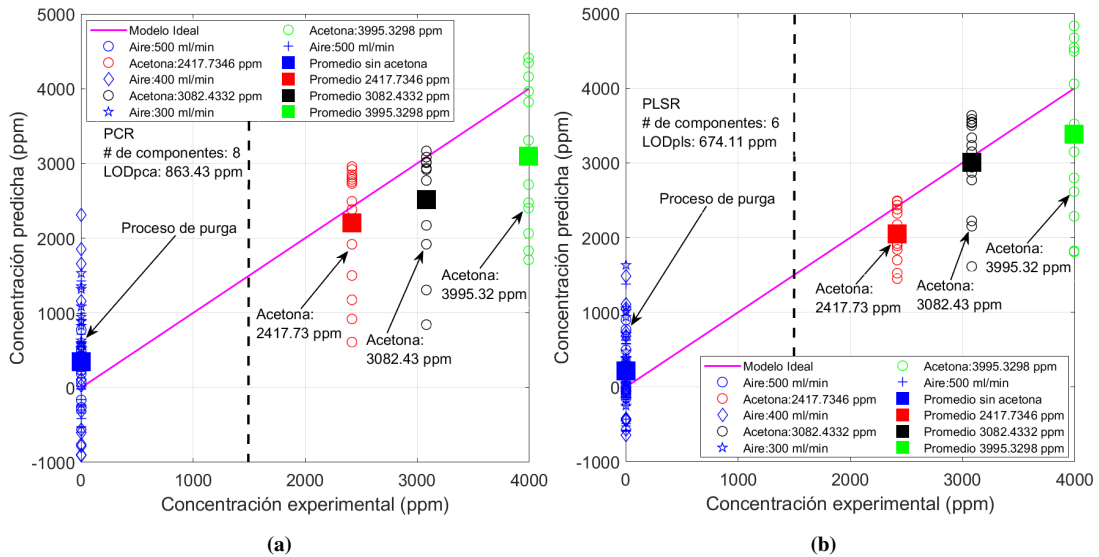 5000
4000
3000
2000
1000
0
-1000
Concentración predicha (ppm)
Modelo Ideal
Aire:500 ml/min
Acetona:2417.7346 ppm
Aire:400 ml/min
Acetona:3082.4332 ppm
Aire:300 ml/min
Acetona:3995.3298 ppm
Aire:500 ml/min
Promedio sin acetona
Promedio 2417.7346 ppm
Promedio 3082.4332 ppm
Promedio 3995.3298 ppm
PCR
# de componentes: 8
LODpca: 863.43 ppm
Proceso de purga
Acetona:
2417.73 ppm
Acetona:
3082.43 ppm
Acetona:
3995.32 ppm
0
1000
2000
3000
4000
Concentración experimental (ppm)
(a)
5000
4000
3000
2000
1000
0
-1000
Concentración predicha (ppm)
PLSR
# de componentes: 6
LODpls: 674.11 ppm
Proceso de purga
Acetona:
2417.73 ppm
Acetona:
3082.43 ppm
Acetona:
3995.32 ppm
Modelo Ideal
Aire:500 ml/min
Acetona:2417.7346 ppm
Aire:400 ml/min
Acetona:3082.4332 ppm
Aire:300 ml/min
Acetona:3995.3298 ppm
Aire:500 ml/min
Promedio sin acetona
Promedio 2417.7346 ppm
Promedio 3082.4332 ppm
Promedio 3995.3298 ppm
0
1000
2000
3000
4000
Concentración experimental (ppm)
(b)